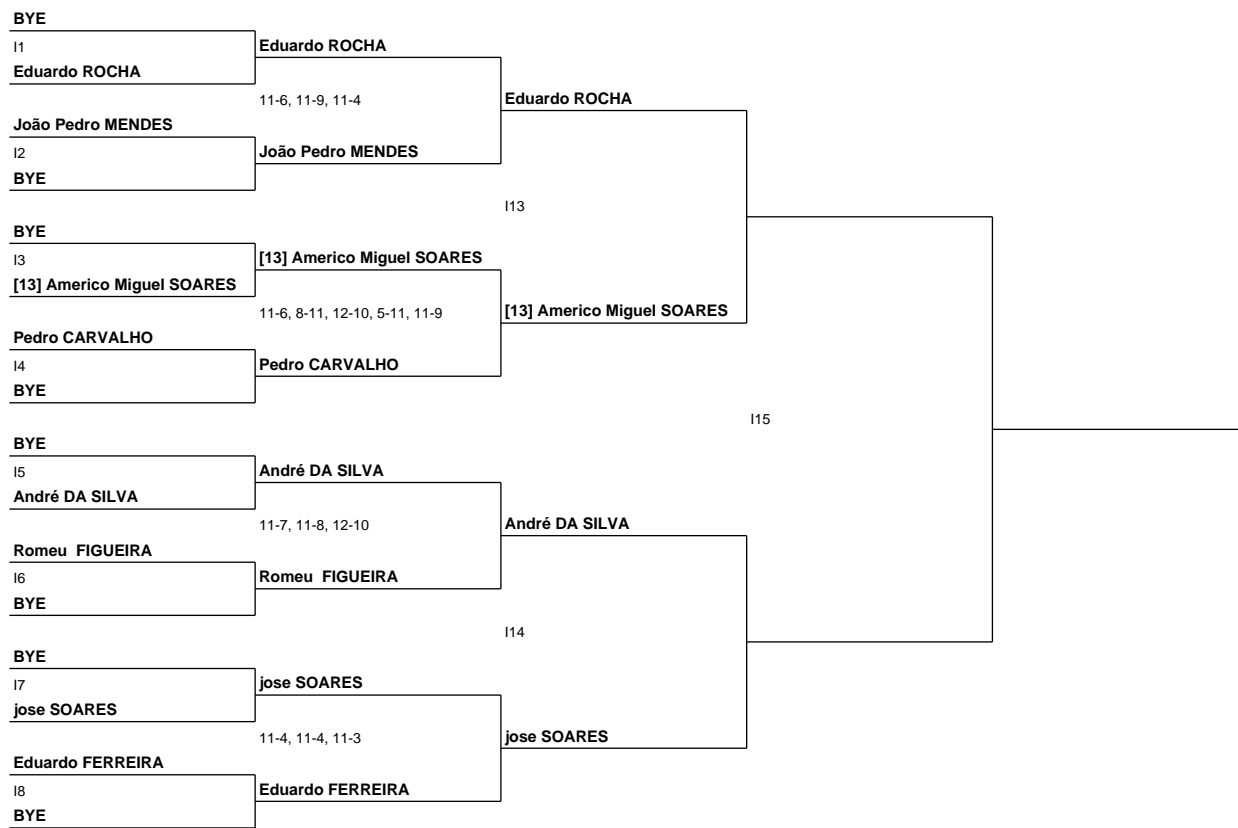 BYE
I1
Eduardo ROCHA
Eduardo ROCHA
11-6, 11-9, 11-4
Eduardo ROCHA
João Pedro MENDES
I2
João Pedro MENDES
BYE
I13
BYE
I3
[13] Americo Miguel SOARES
[13] Americo Miguel SOARES
11-6, 8-11, 12-10, 5-11, 11-9
[13] Americo Miguel SOARES
Pedro CARVALHO
I4
Pedro CARVALHO
BYE
I15
BYE
I5
André DA SILVA
André DA SILVA
11-7, 11-8, 12-10
André DA SILVA
Romeu  FIGUEIRA
I6
Romeu  FIGUEIRA
BYE
I14
BYE
I7
jose SOARES
jose SOARES
11-4, 11-4, 11-3
jose SOARES
Eduardo FERREIRA
I8
Eduardo FERREIRA
BYE